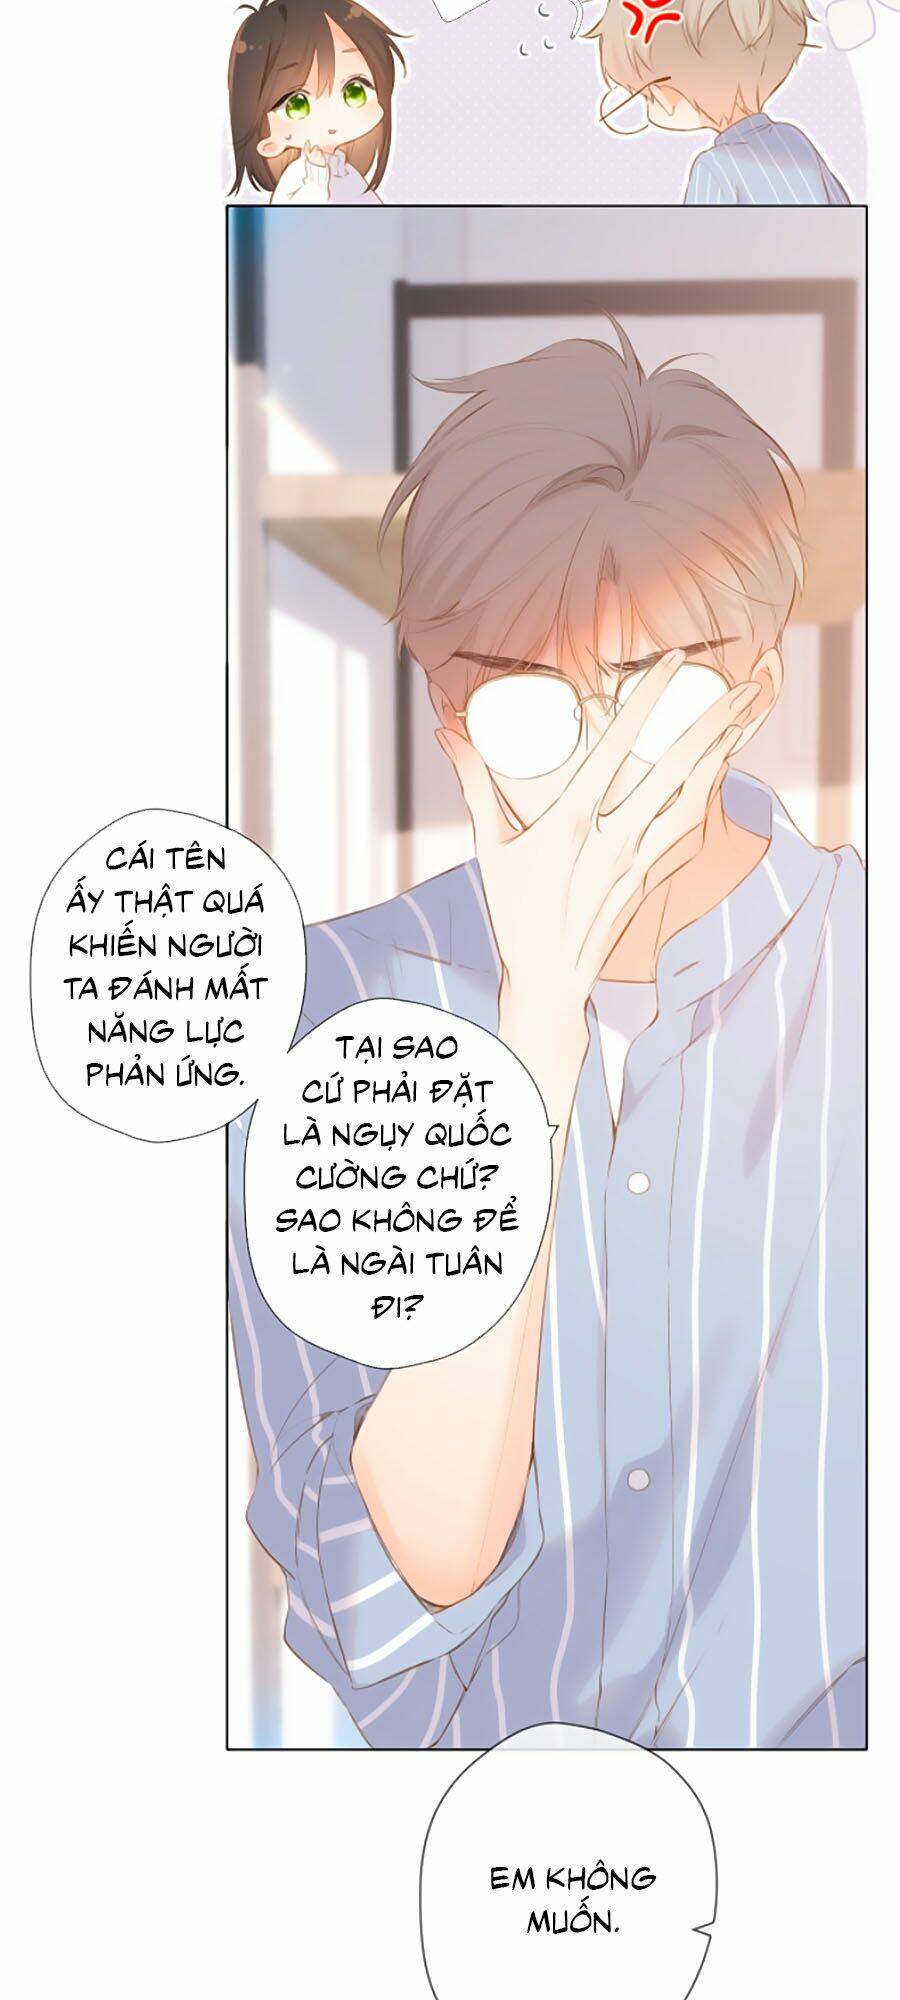 CÁI TÊN
ẤY THẬT QUÁ
KHIẾN NGƯỜI
TA ĐÁNH MẤT
NĂNG LỰC
PHẢN ỨNG.
TẠI SAO
CỨ PHẢI ĐẶT
LÀ NGỤY QUỐC
CƯỜNG CHỨ?
SAO KHÔNG ĐỂ
LÀ NGÀI TUÂN
ĐI?
EM KHÔNG
MUỐN.